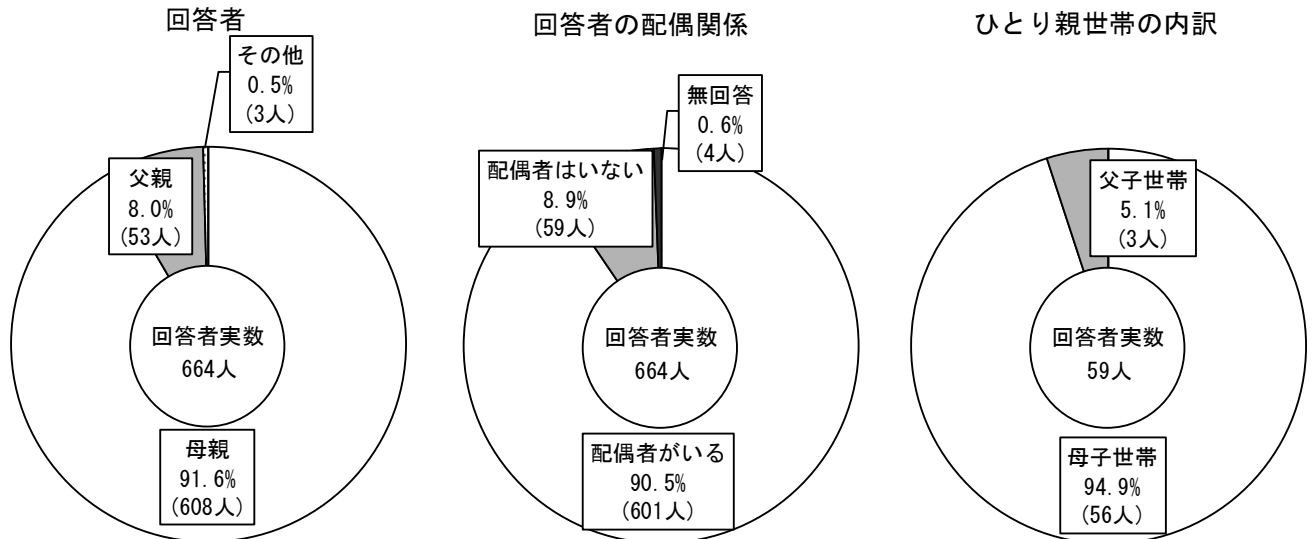 回答者
その他
0.5%
(3人)
父親
8.0%
(53人)
回答者実数
664人
母親
91.6%
(608人)
回答者の配偶関係
無回答
0.6%
(4人)
配偶者はいない
8.9%
(59人)
回答者実数
664人
配偶者がいる
90.5%
(601人)
ひとり親世帯の内訳
父子世帯
5.1%
(3人)
回答者実数
59人
母子世帯
94.9%
(56人)